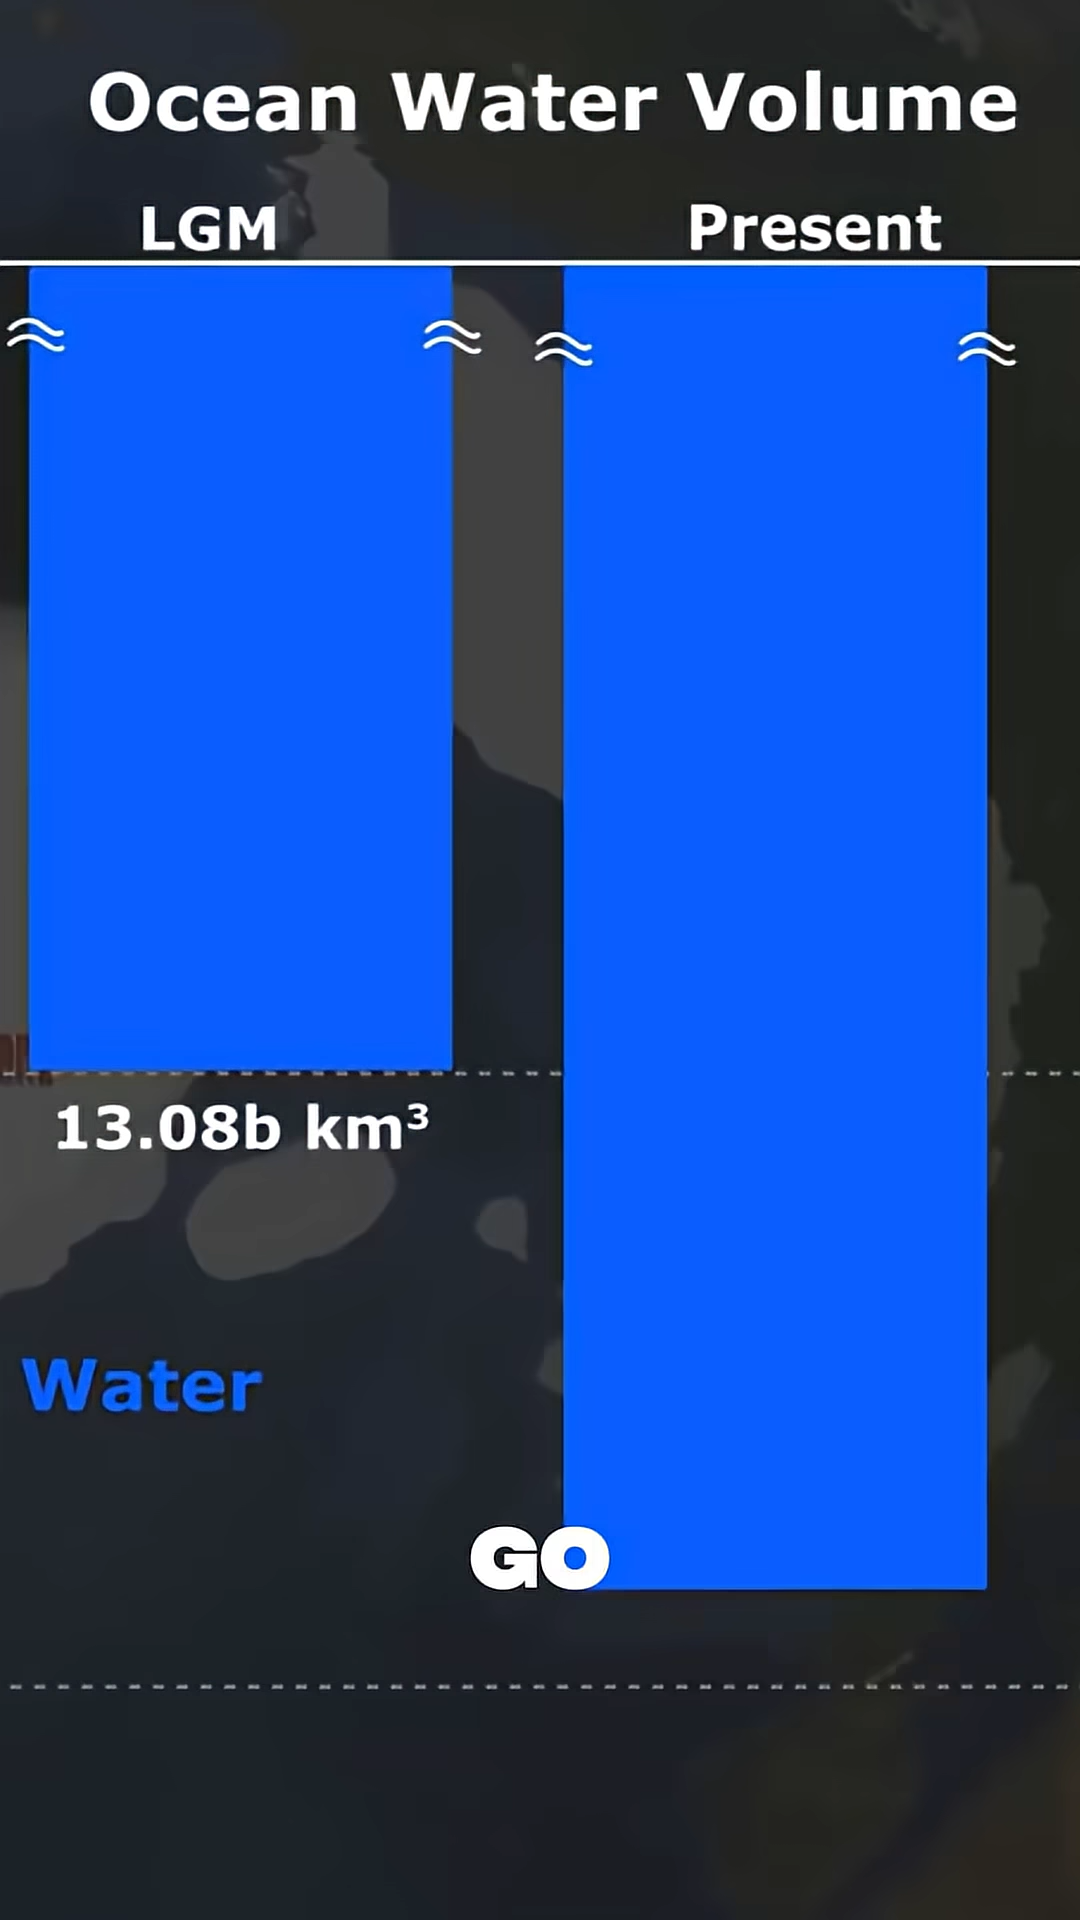 Ocean Water Volume
LGM
Present
13.08b km³
Water
GO